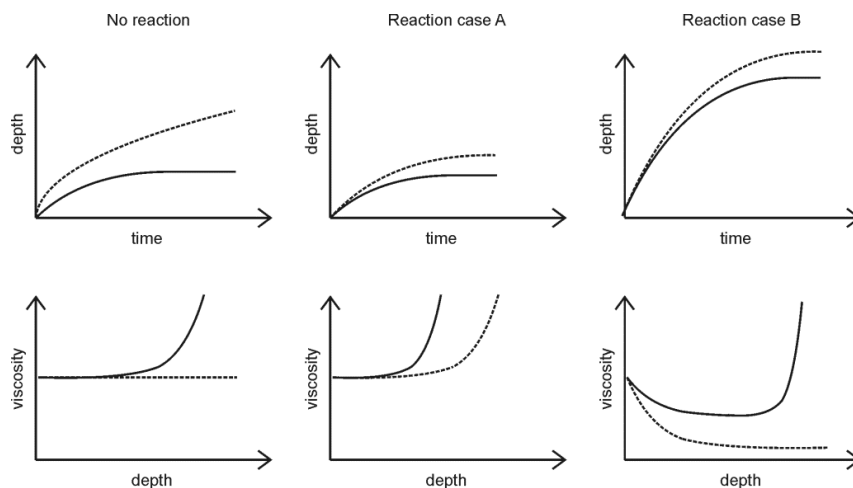 No reaction
Reaction case A
Reaction case B
depth
time
depth
time
depth
time
viscosity
depth
viscosity
depth
viscosity
depth